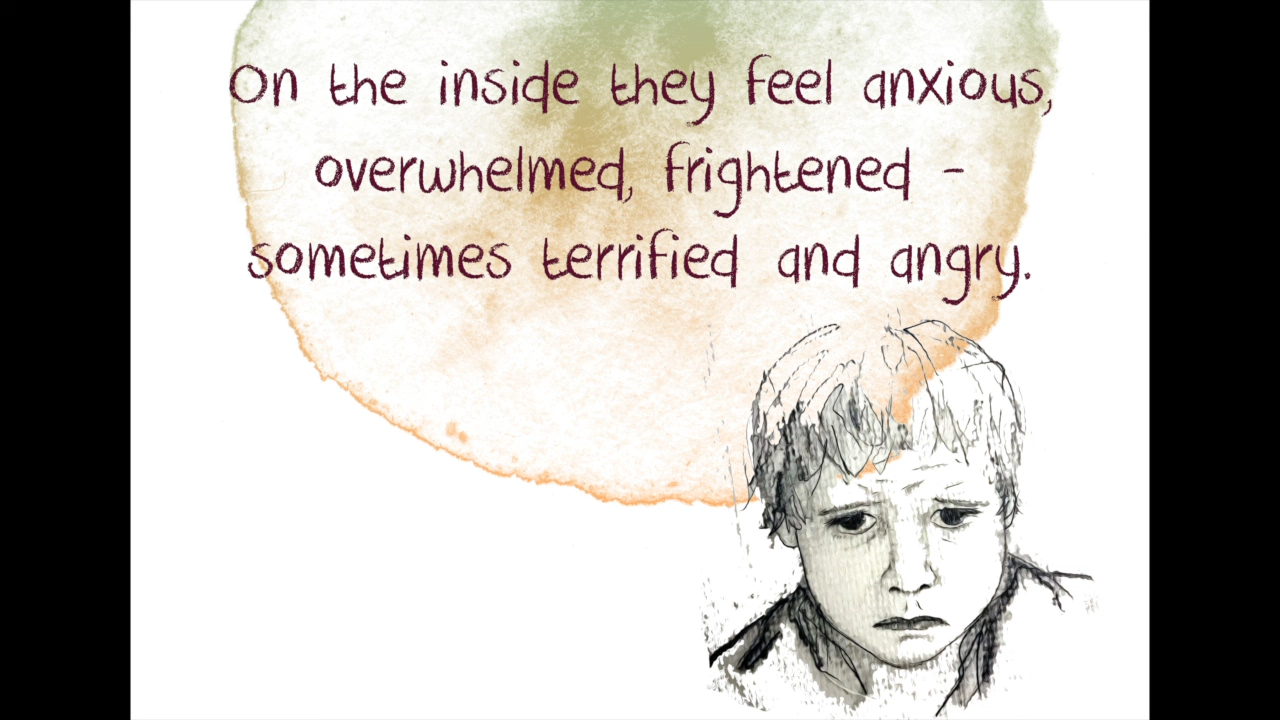 On the inside they feel anxious,
overwhelmed, frightened -
sometimes terrified and angry.